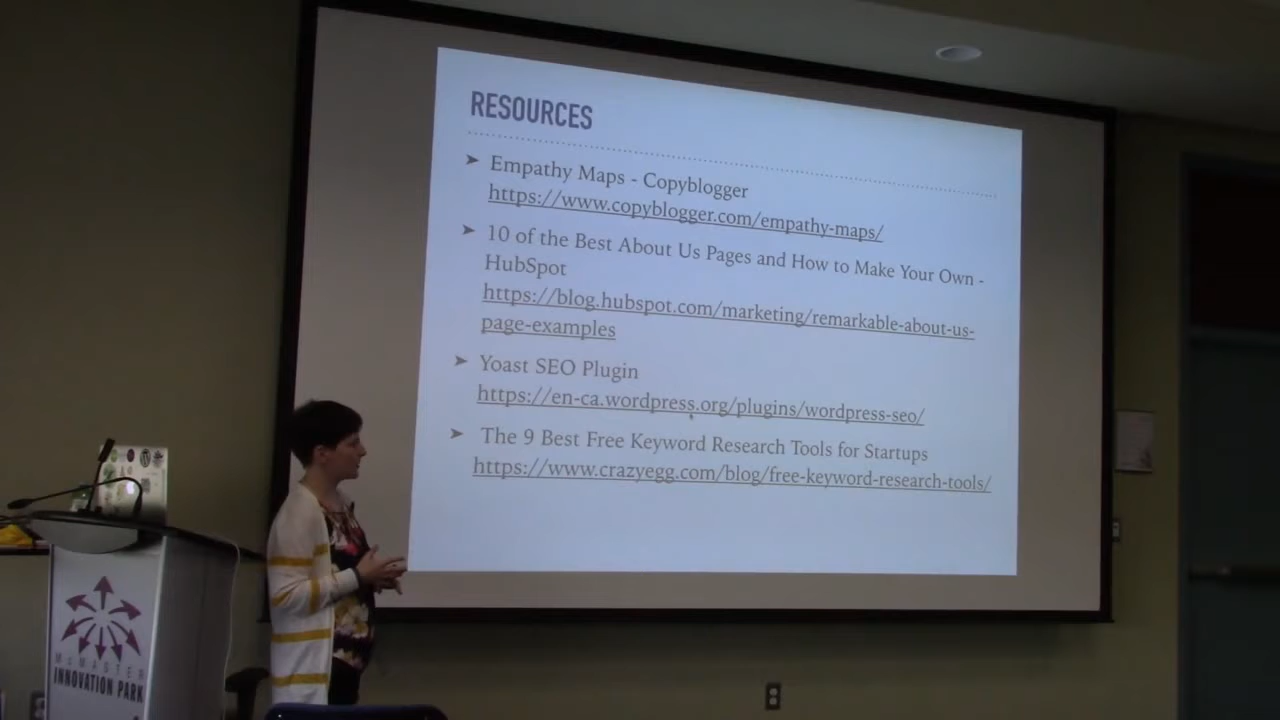 RESOURCES
➤ Empathy Maps - Copyblogger
https://www.copyblogger.com/empathy-maps/
➤ 10 of the Best About Us Pages and How to Make Your Own -
HubSpot
https://blog.hubspot.com/marketing/remarkable-about-us-
page-examples
➤ Yoast SEO Plugin
https://en-ca.wordpress.org/plugins/wordpress-seo/
➤ The 9 Best Free Keyword Research Tools for Startups
https://www.crazyegg.com/blog/free-keyword-research-tools/
MCMASTER
INNOVATION PARK